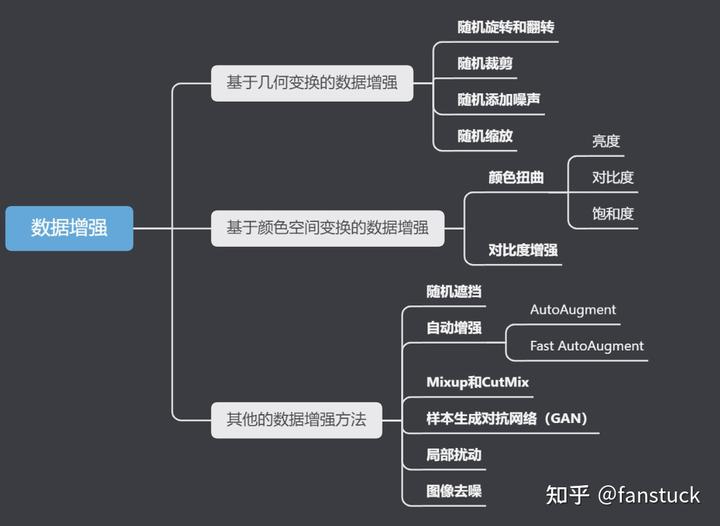 数据增强
基于几何变换的数据增强
随机旋转和翻转
随机裁剪
随机添加噪声
随机缩放
基于颜色空间变换的数据增强
颜色扭曲
亮度
对比度
饱和度
对比度增强
其他的数据增强方法
随机遮挡
自动增强
AutoAugment
Fast AutoAugment
Mixup和CutMix
样本生成对抗网络（GAN）
局部扰动
图像去噪
知乎 @fanstuck